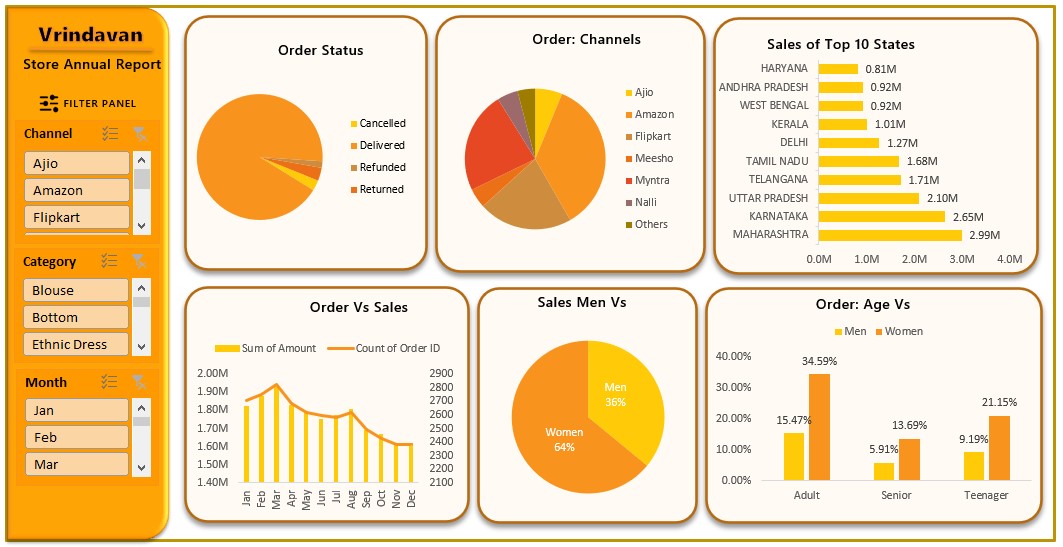 Vrindavan
Store Annual Report
FILTER PANEL
Channel
Ajio
Amazon
Flipkart
Category
Blouse
Bottom
Ethnic Dress
Month
Jan
Feb
Mar
Order Status
Cancelled
Delivered
Refunded
Returned
Order: Channels
Ajio
Amazon
Flipkart
Meesho
Myntra
Nalli
Others
Sales of Top 10 States
HARYANA 0.81M
ANDHRA PRADESH 0.92M
WEST BENGAL 0.92M
KERALA 1.01M
DELHI 1.27M
TAMIL NADU 1.68M
TELANGANA 1.71M
UTTAR PRADESH 2.10M
KARNATAKA 2.65M
MAHARASHTRA 2.99M
0.0M 1.0M 2.0M 3.0M 4.0M
Order Vs Sales
Sum of Amount Count of Order ID
2.00M 2900
1.90M 2800
2700
1.80M 2600
1.70M 2500
1.60M 2400
2300
1.50M 2200
1.40M 2100
Jan Feb Mar Apr May Jun Jul Aug Sep Oct Nov Dec
Sales Men Vs
Men
36%
Women
64%
Order: Age Vs
Men Women
40.00%
30.00%
20.00%
10.00%
0.00%
15.47% 34.59%
5.91% 13.69%
9.19% 21.15%
Adult Senior Teenager